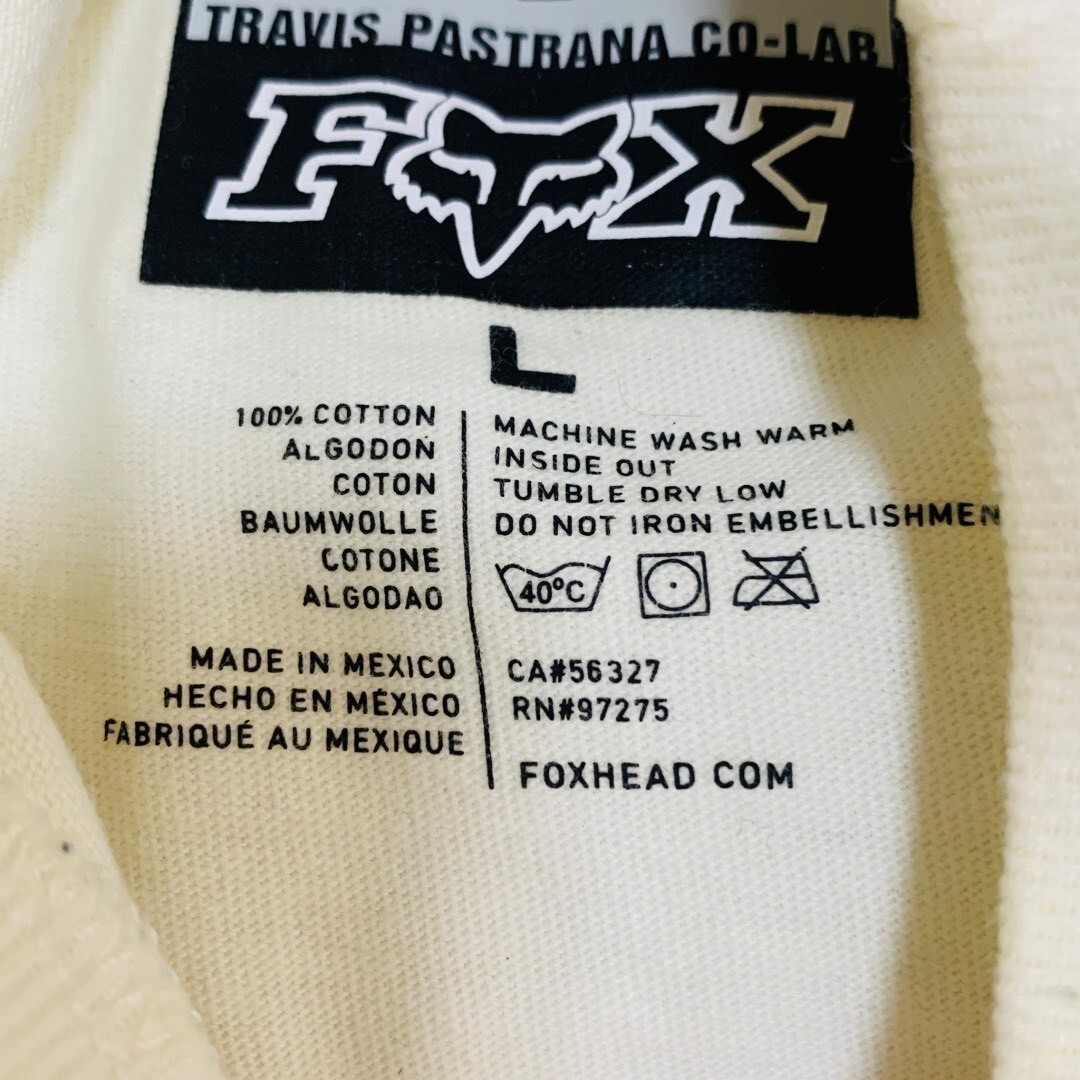 TRAVIS PASTRANA CO-LAB
FOX
L
100% COTTON
ALGODON
COTON
BAUMWOLLE
COTONE
ALGODAO
MADE IN MEXICO
HECHO EN MÉXICO
FABRIQUÉ AU MEXIQUE
MACHINE WASH WARM
INSIDE OUT
TUMBLE DRY LOW
DO NOT IRON EMBELLISHMEN
40°C
CA#56327
RN#97275
FOXHEAD COM